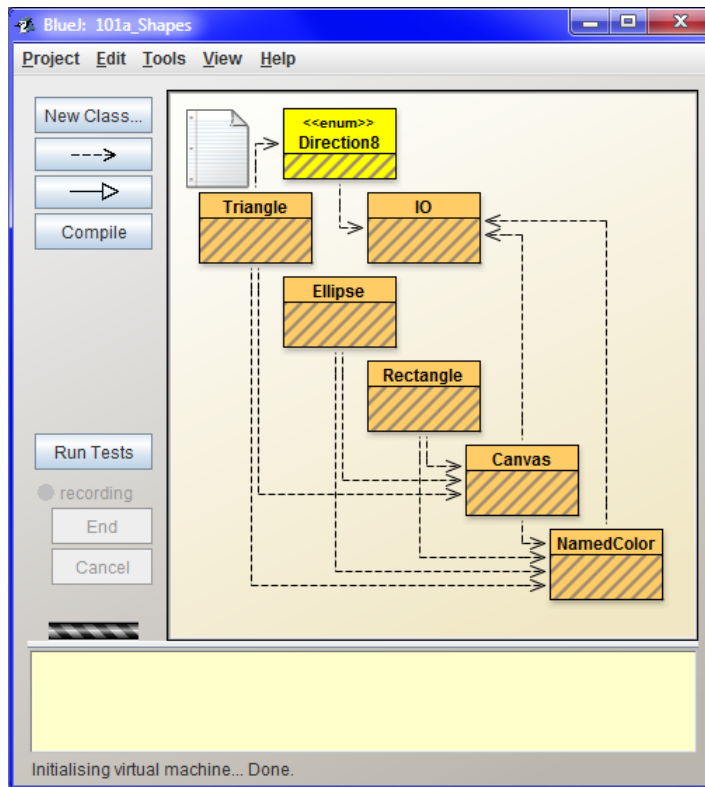 BlueJ: 101a_Shapes
Project Edit Tools View Help
New Class...
Compile
Run Tests
recording
End
Cancel
<<enum>>
Direction8
Triangle
IO
Ellipse
Rectangle
Canvas
NamedColor
Initialising virtual machine... Done.